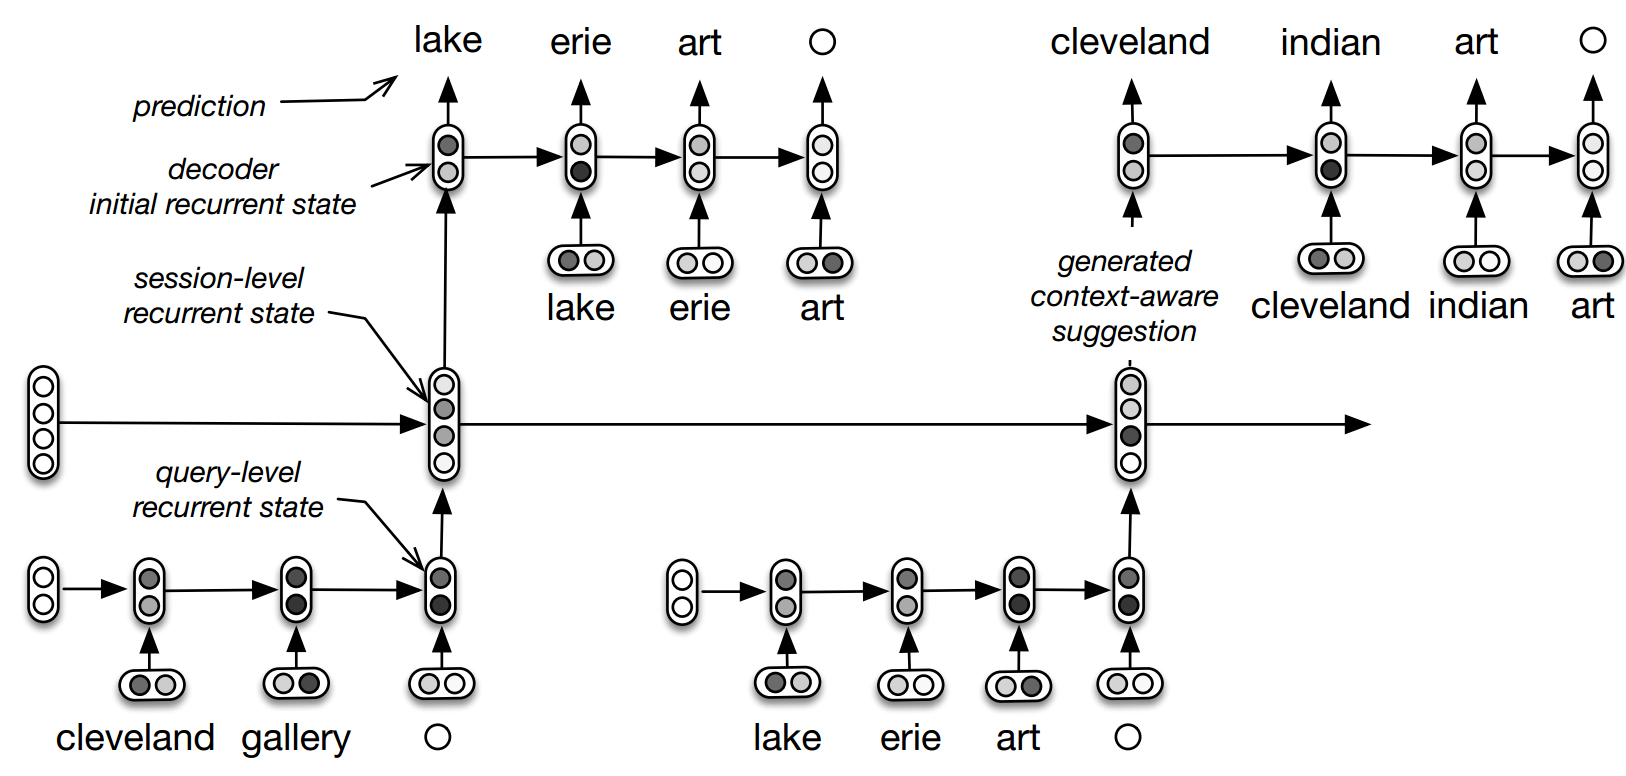 lake erie art cleveland indian art
prediction
decoder
initial recurrent state
session-level
recurrent state
lake erie art
generated
context-aware
suggestion
cleveland indian art
query-level
recurrent state
cleveland gallery lake erie art